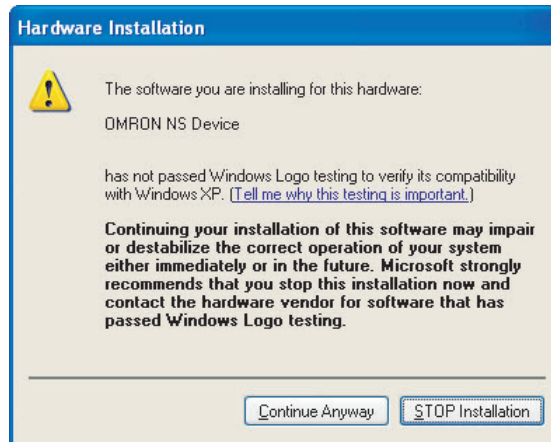 Hardware Installation
The software you are installing for this hardware:
OMRON NS Device
has not passed Windows Logo testing to verify its compatibility
with Windows XP. (Tell me why this testing is important.)
Continuing your installation of this software may impair
or destabilize the correct operation of your system
either immediately or in the future. Microsoft strongly
recommends that you stop this installation now and
contact the hardware vendor for software that has
passed Windows Logo testing.
Continue Anyway
STOP Installation